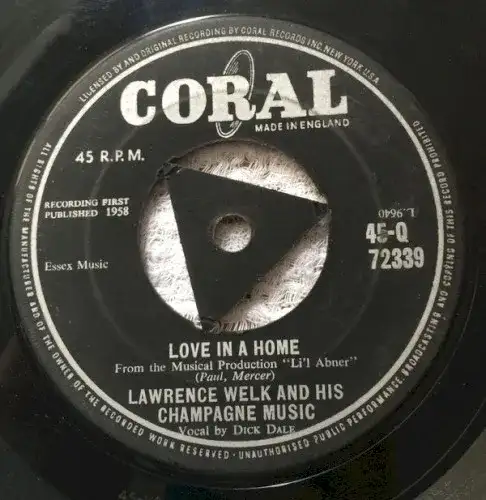 LICENSED BY AND ORIGINAL RECORDING BY CORAL RECORDS INC. NEW YORK U.S.A.
CORAL
MADE IN ENGLAND
45 R.P.M.
RECORDING FIRST
PUBLISHED 1958
L.9640
45-Q
72339
Essex Music
LOVE IN A HOME
From the Musical Production "Li'l Abner"
(Paul, Mercer)
LAWRENCE WELK AND HIS
CHAMPAGNE MUSIC
Vocal by DICK DALE
ALL RIGHTS OF THE MANUFACTURER AND OF THE OWNER OF THE RECORDED WORK RESERVED · UNAUTHORISED PUBLIC PERFORMANCE, BROADCASTING AND COPYING OF THIS RECORD PROHIBITED